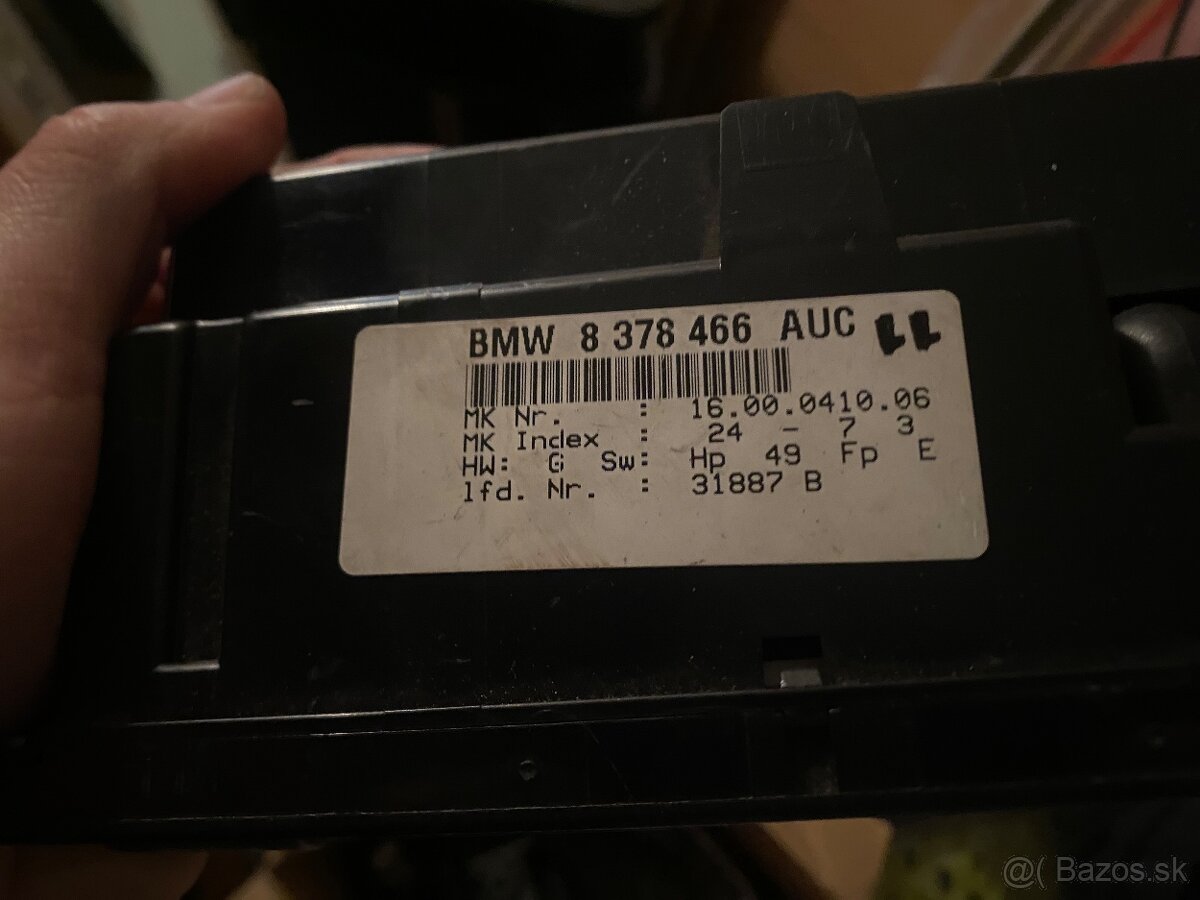 BMW 8 378 466 AUC 11
MK Nr. : 16.00.0410.06
MK Index : 24 - 7 3
HW: G Sw: Hp 49 Fp E
lfd. Nr. : 31887 B
@( Bazos.sk